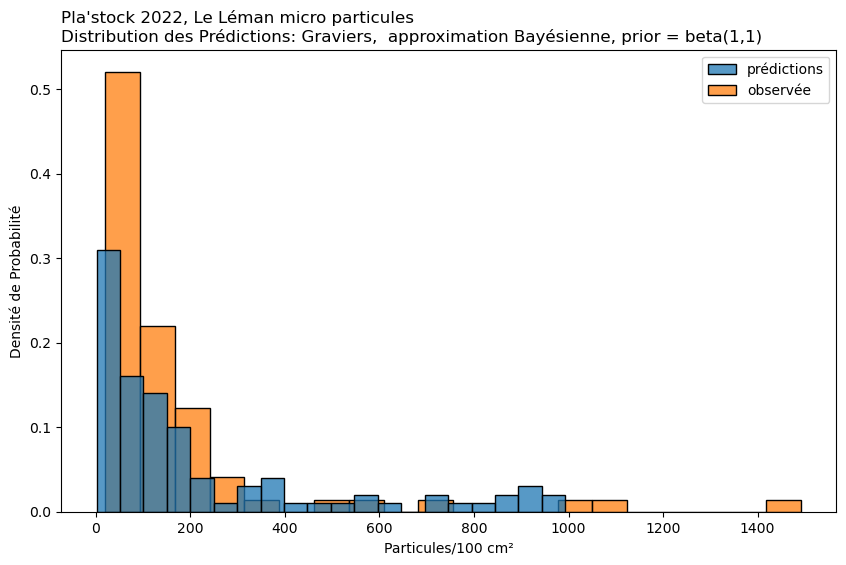 Pla'stock 2022, Le Léman micro particules
Distribution des Prédictions: Graviers,  approximation Bayésienne, prior = beta(1,1)
prédictions
observée
Densité de Probabilité
0.5
0.4
0.3
0.2
0.1
0.0
0
200
400
600
800
1000
1200
1400
Particules/100 cm²